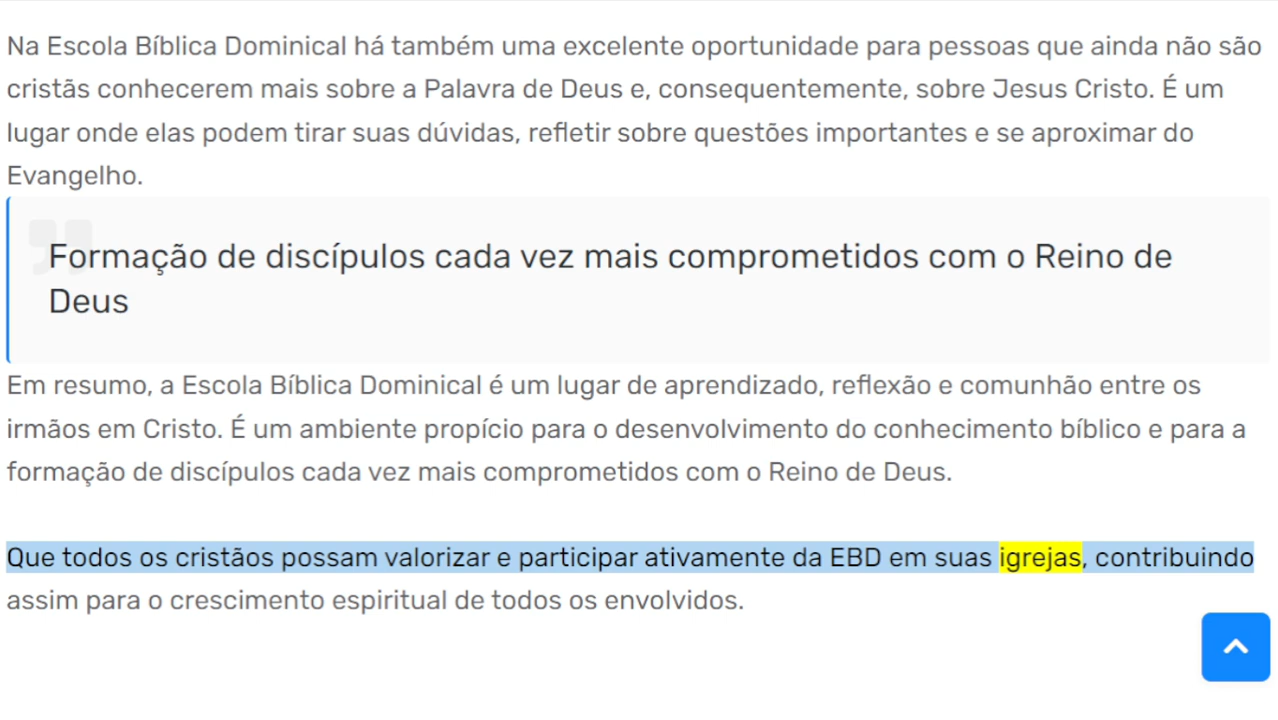 Na Escola Bíblica Dominical há também uma excelente oportunidade para pessoas que ainda não são
cristãs conhecerem mais sobre a Palavra de Deus e, consequentemente, sobre Jesus Cristo. É um
lugar onde elas podem tirar suas dúvidas, refletir sobre questões importantes e se aproximar do
Evangelho.
Formação de discípulos cada vez mais comprometidos com o Reino de
Deus
Em resumo, a Escola Bíblica Dominical é um lugar de aprendizado, reflexão e comunhão entre os
irmãos em Cristo. É um ambiente propício para o desenvolvimento do conhecimento bíblico e para a
formação de discípulos cada vez mais comprometidos com o Reino de Deus.
Que todos os cristãos possam valorizar e participar ativamente da EBD em suas igrejas, contribuindo
assim para o crescimento espiritual de todos os envolvidos.